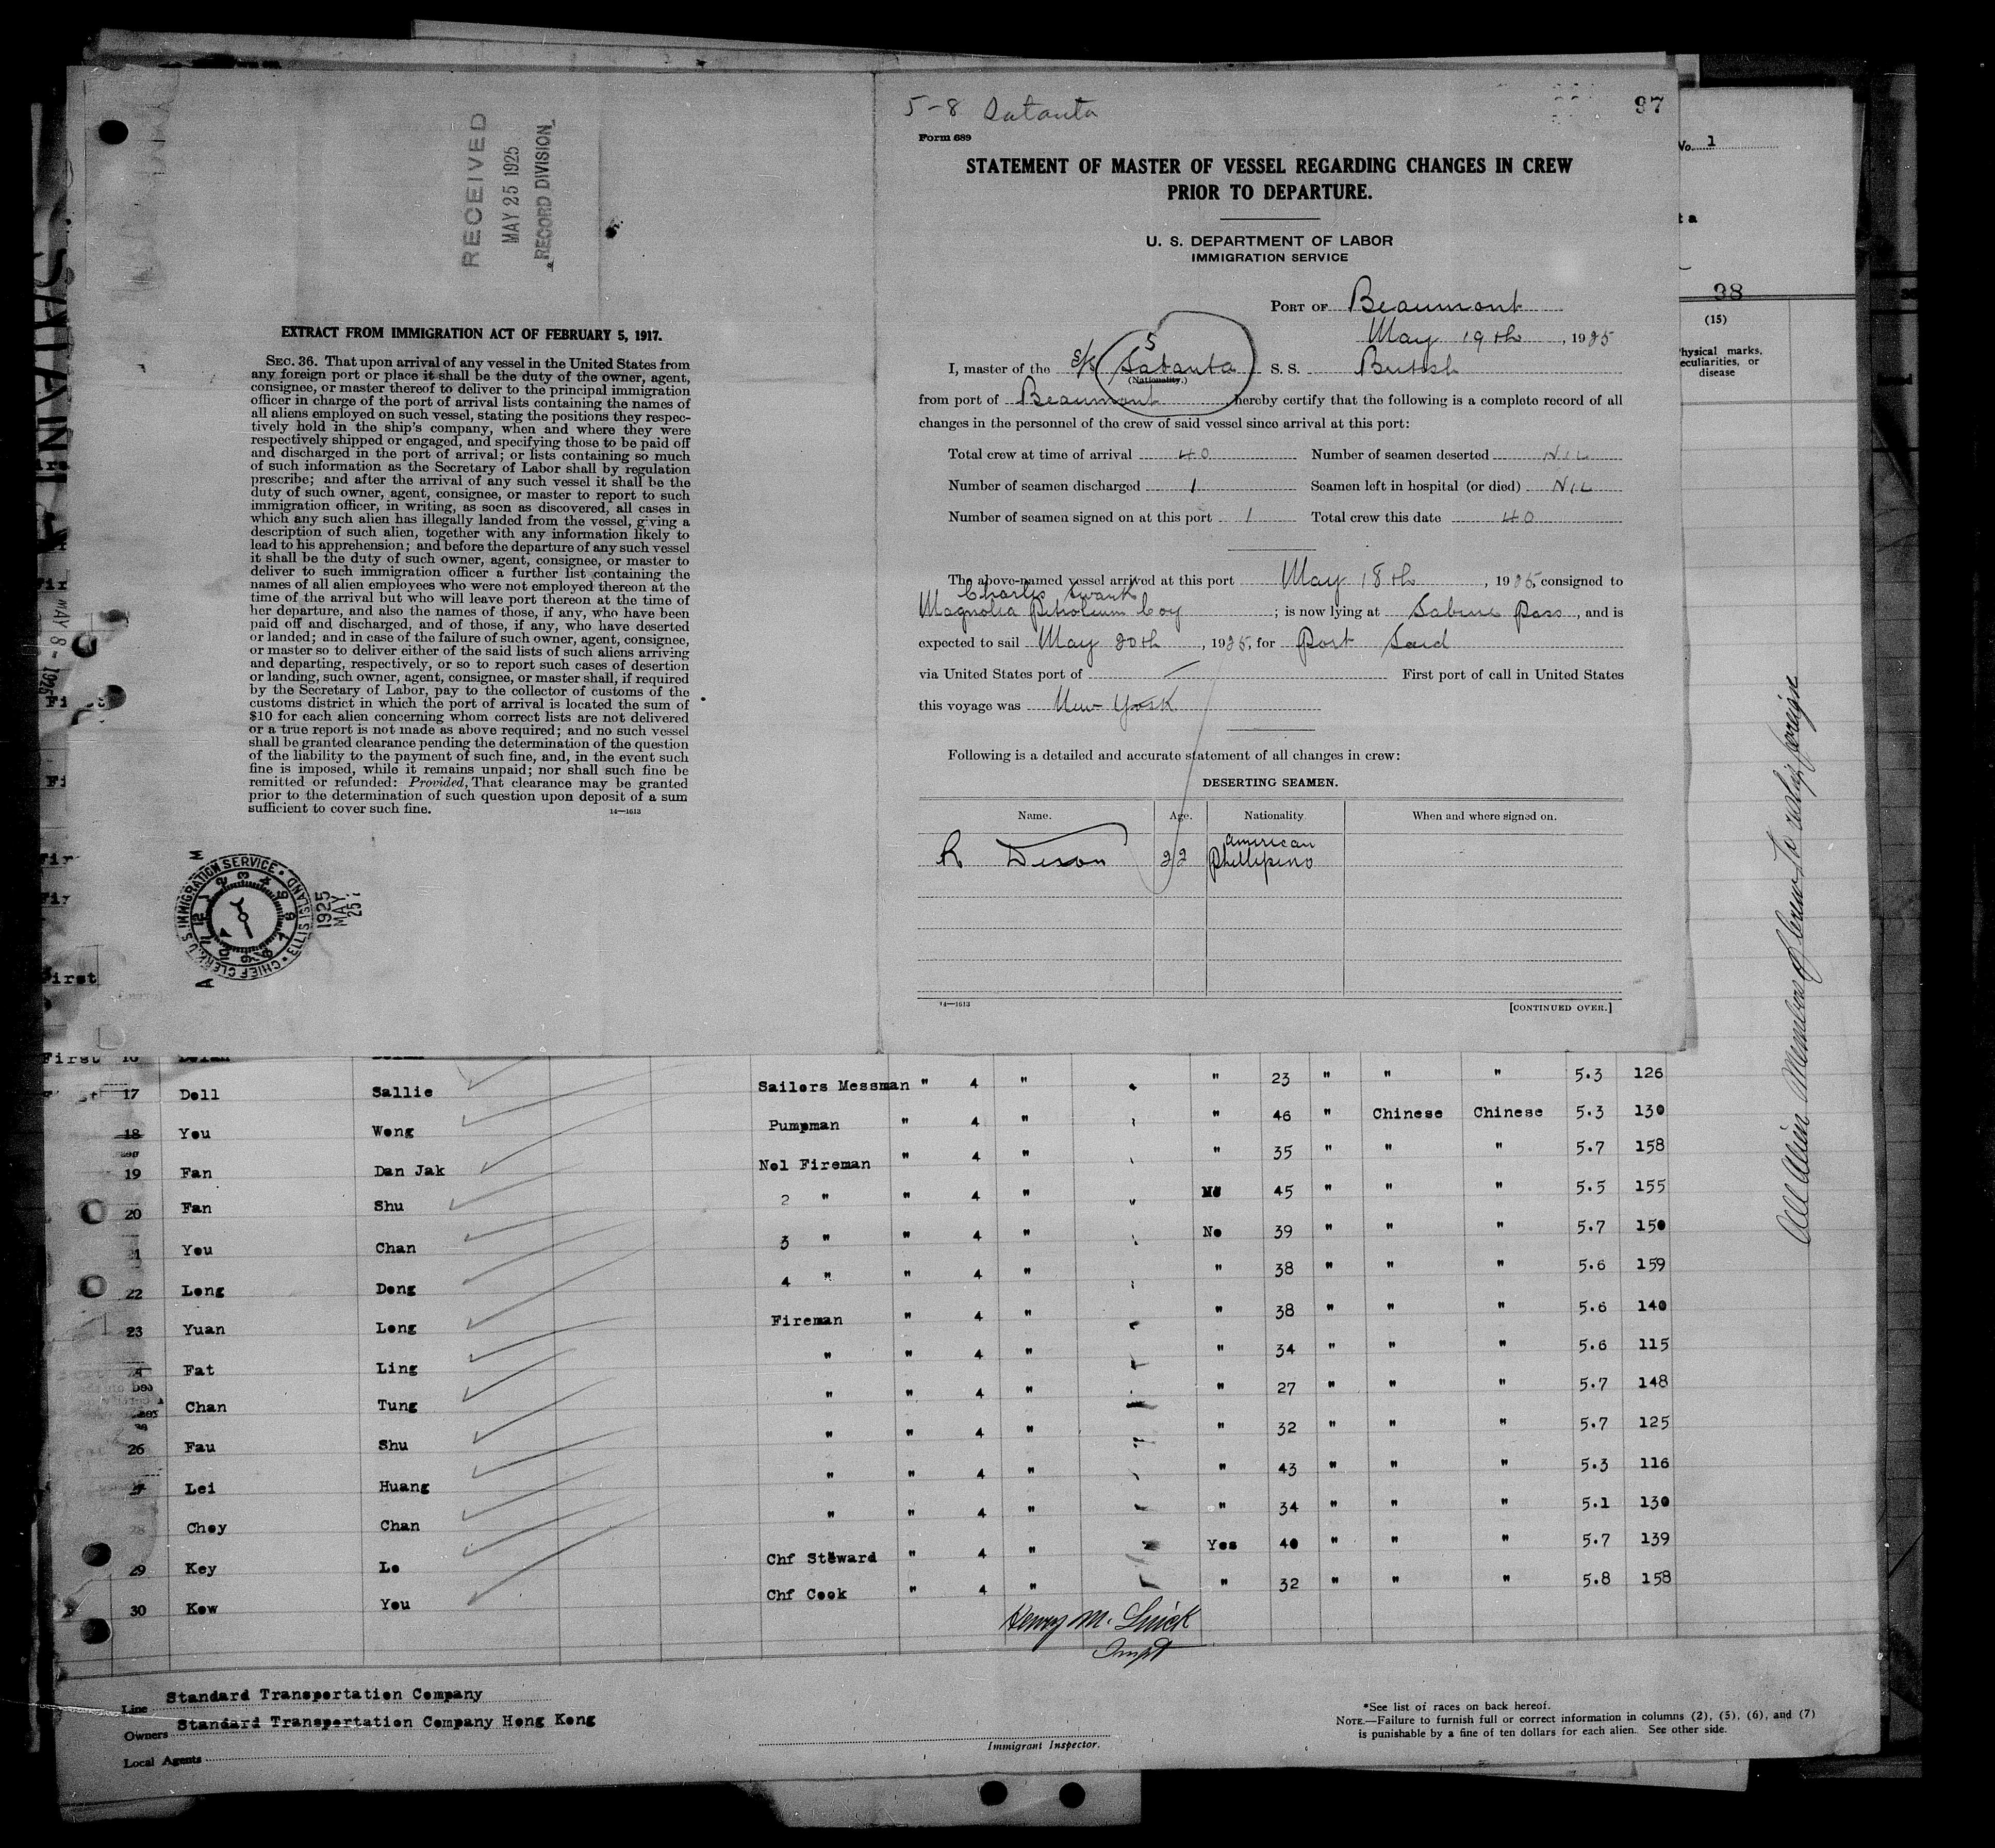 RECEIVED
MAY 25 1925
RECORD DIVISION
EXTRACT FROM IMMIGRATION ACT OF FEBRUARY 5, 1917.
SEC. 36. That upon arrival of any vessel in the United States from
any foreign port or place it shall be the duty of the owner, agent,
consignee, or master thereof to deliver to the principal immigration
officer in charge of the port of arrival lists containing the names of
all aliens employed on such vessel, stating the positions they respec-
tively hold in the ship's company, when and where they were
respectively shipped or engaged, and specifying those to be paid off
and discharged in the port of arrival; or lists containing so much
of such information as the Secretary of Labor shall by regulation
prescribe; and after the arrival of any such vessel it shall be the
duty of such owner, agent, consignee, or master to report to such
immigration officer, in writing, as soon as discovered, all cases in
which any such alien has illegally landed from the vessel, giving a
description of such alien, together with any information likely to
lead to his apprehension; and before the departure of any such vessel
it shall be the duty of such owner, agent, consignee, or master to
deliver to such immigration officer a further list containing the
names of all alien employees who were not employed thereon at the
time of the arrival but who will leave port thereon at the time of
her departure, and also the names of those, if any, who have been
paid off and discharged, and of those, if any, who have deserted
or landed; and in case of the failure of such owner, agent, consignee,
or master so to deliver either of the said lists of such aliens arriving
and departing, respectively, or so to report such cases of desertion
or landing, such owner, agent, consignee, or master shall, if required
by the Secretary of Labor, pay to the collector of customs of the
customs district in which the port of arrival is located the sum of
$10 for each alien concerning whom correct lists are not delivered
or a true report is not made as above required; and no such vessel
shall be granted clearance pending the determination of the question
of the liability to the payment of such fine, and, in the event such
fine is imposed, while it remains unpaid; nor shall such fine be
remitted or refunded: Provided, That clearance may be granted
prior to the determination of such question upon deposit of a sum
sufficient to cover such fine.
14—1613
CHIEF CLERK, U. S. IMMIGRATION SERVICE • ELLIS ISLAND •
1925
MAY
25
MAY 8 - 1925
5-8 Satanta
97
Form 689
STATEMENT OF MASTER OF VESSEL REGARDING CHANGES IN CREW
PRIOR TO DEPARTURE.
U. S. DEPARTMENT OF LABOR
IMMIGRATION SERVICE
PORT OF Beaumont
May 19th, 1925
I, master of the S/S Satanta S. S. British
(Nationality.)
from port of Beaumont hereby certify that the following is a complete record of all
changes in the personnel of the crew of said vessel since arrival at this port:
Total crew at time of arrival 40 Number of seamen deserted NIL
Number of seamen discharged 1 Seamen left in hospital (or died) NIL
Number of seamen signed on at this port 1 Total crew this date 40
The above-named vessel arrived at this port May 18th, 1925 consigned to
Charles Swank
Magnolia Petroleum Coy; is now lying at Sabine Pass, and is
expected to sail May 20th, 1925, for Port Said
via United States port of — First port of call in United States
this voyage was New York
Following is a detailed and accurate statement of all changes in crew:
DESERTING SEAMEN.
Name. Age. Nationality When and where signed on.
R 22 American
Phillipino
14—1613
[CONTINUED OVER.]
No. 1
98
(15)
Physical marks,
peculiarities, or
disease
All Alien Members of Crew to reship foreign
17 Dell Sallie Sailers Messman " 4 " " 23 " " " 5.3 126
18 You Wong Pumpman " 4 " " 46 " Chinese Chinese 5.3 130
19 Fan Dan Jak No1 Fireman " 4 " " 35 " " " 5.7 158
20 Fan Shu 2 " " 4 " 45 " " " 5.5 155
21 You Chan 3 " " 4 " No 39 " " " 5.7 150
22 Leng Deng 4 " " 4 " " 38 " " " 5.6 159
23 Yuan Leng Fireman " 4 " " 38 " " " 5.6 140
24 Fat Ling " " 4 " " 34 " " " 5.6 115
Chan Tung " " 4 " " 27 " " " 5.7 148
26 Fau Shu " " 4 " " 32 " " " 5.7 125
27 Lei Huang " " 4 " " 43 " " " 5.3 116
28 Choy Chan " " 4 " " 34 " " " 5.1 130
29 Key Le Chf Steward " 4 " Yes 40 " " " 5.7 139
30 Kow You Chf Cook " 4 " " 32 " " " 5.8 158
Line Standard Transportation Company
Owners Standard Transportation Company Hong Kong
Local Agents
Immigrant Inspector.
*See list of races on back hereof.
NOTE.—Failure to furnish full or correct information in columns (2), (5), (6), and (7)
is punishable by a fine of ten dollars for each alien. See other side.